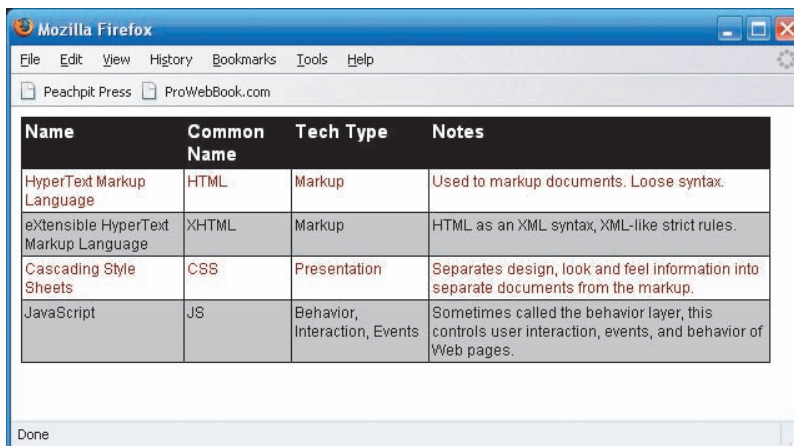 Mozilla Firefox
File Edit View History Bookmarks Tools Help
Peachpit Press ProWebBook.com
Name Common Name Tech Type Notes
HyperText Markup Language HTML Markup Used to markup documents. Loose syntax.
eXtensible HyperText Markup Language XHTML Markup HTML as an XML syntax, XML-like strict rules.
Cascading Style Sheets CSS Presentation Separates design, look and feel information into separate documents from the markup.
JavaScript JS Behavior, Interaction, Events Sometimes called the behavior layer, this controls user interaction, events, and behavior of Web pages.
Done